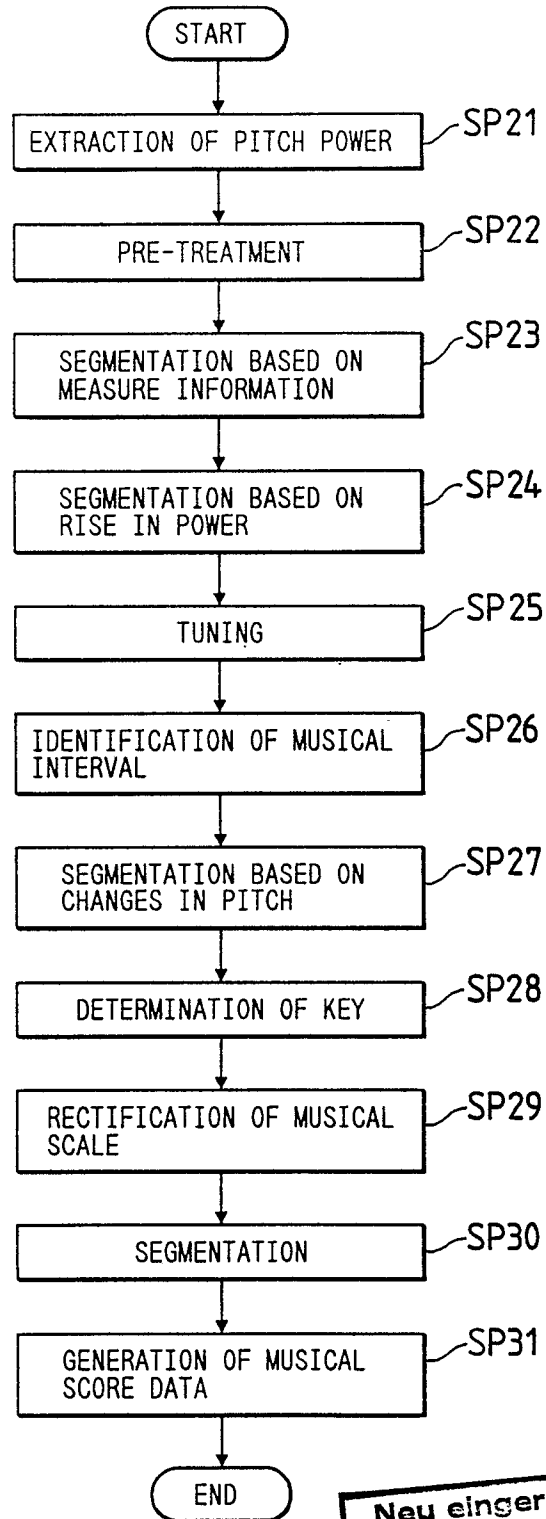 START
EXTRACTION OF PITCH POWER
SP21
PRE-TREATMENT
SP22
SEGMENTATION BASED ON
MEASURE INFORMATION
SP23
SEGMENTATION BASED ON
RISE IN POWER
SP24
TUNING
SP25
IDENTIFICATION OF MUSICAL
INTERVAL
SP26
SEGMENTATION BASED ON
CHANGES IN PITCH
SP27
DETERMINATION OF KEY
SP28
RECTIFICATION OF MUSICAL
SCALE
SP29
SEGMENTATION
SP30
GENERATION OF MUSICAL
SCORE DATA
SP31
END
Neu